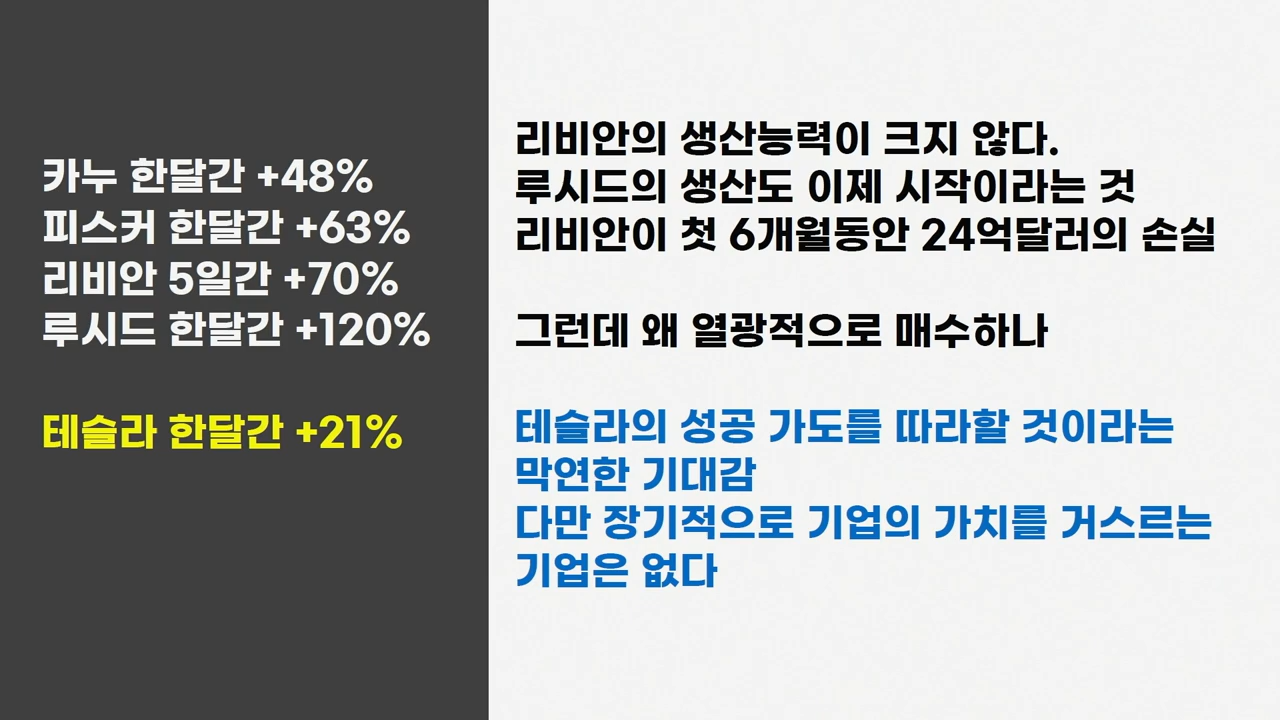 카누 한달간 +48%
피스커 한달간 +63%
리비안 5일간 +70%
루시드 한달간 +120%
테슬라 한달간 +21%
리비안의 생산능력이 크지 않다.
루시드의 생산도 이제 시작이라는 것
리비안이 첫 6개월동안 24억달러의 손실
그런데 왜 열광적으로 매수하나
테슬라의 성공 가도를 따라할 것이라는
막연한 기대감
다만 장기적으로 기업의 가치를 거스르는
기업은 없다